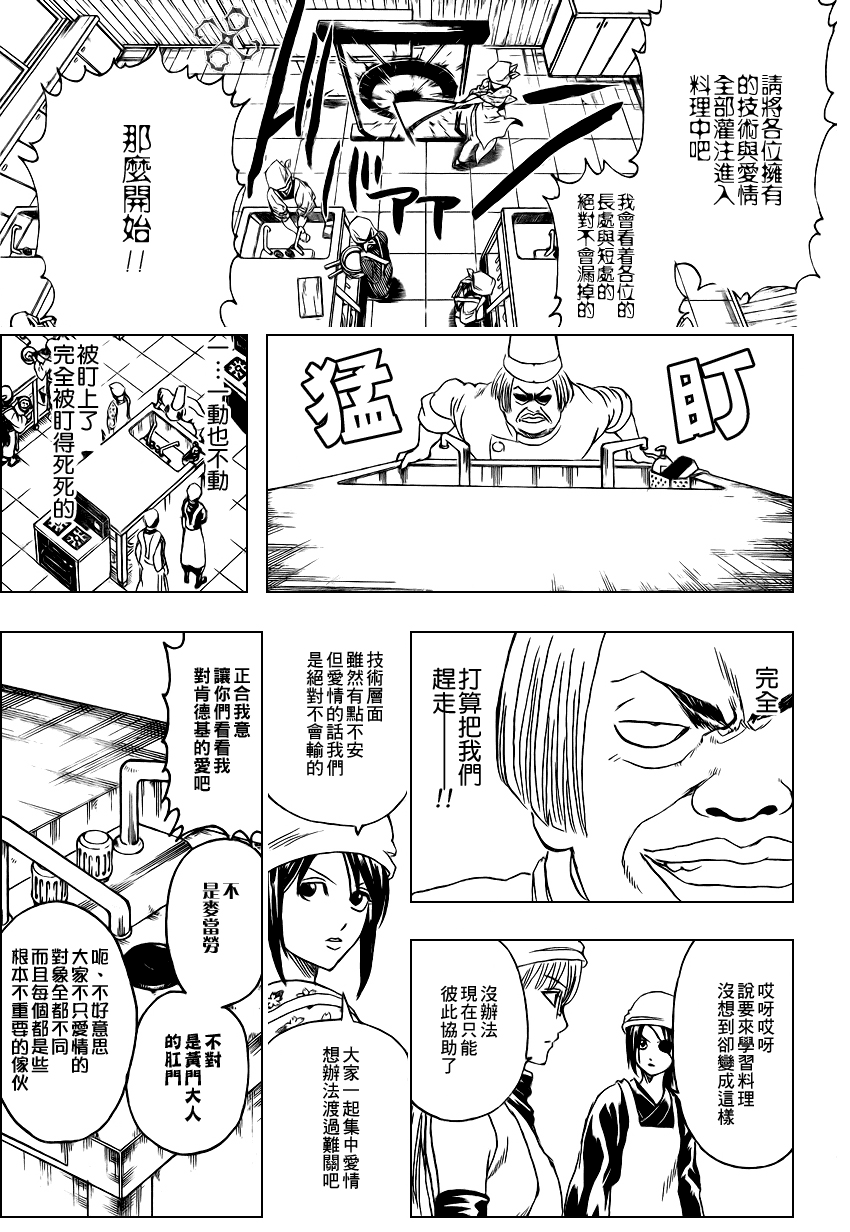 請將各位擁有
的技術與愛情
全部灌注進入
料理中吧
我會看着各位的
長處與短處的
絕對不會漏掉的
那麼開始!!
ドドアア
盯
猛
一…一動也不動
被盯上了
完全被盯得死死的
完全
打算把我們
趕走——!!
哎呀哎呀
說要來學習料理
沒想到卻變成這樣
沒辦法
現在只能
彼此協助了
技術層面
雖然有點不安
但愛情的話我們
是絕對不會輸的
大家一起集中愛情
想辦法渡過難關吧
正合我意
讓你們看看我
對肯德基的愛吧
不
是麥當勞
不對
是黃門大人
的肛門
呃、不好意思
大家不只愛情的
對象全都不同
而且每個都是些
根本不重要的傢伙